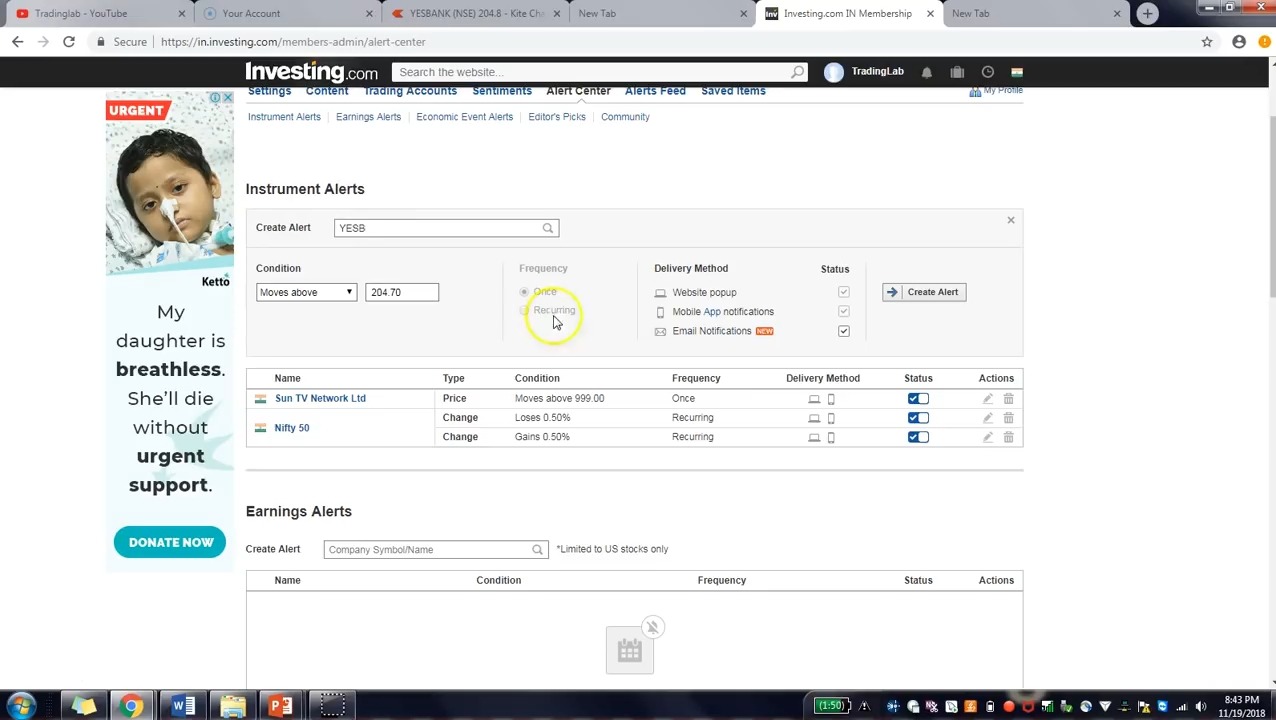 Tradinglab - YouTube
Your Account
YESBANK (NSE) 204.8 - Kite Ch
New Tab
Investing.com IN Membership
New Tab
Secure
https://in.investing.com/members-admin/alert-center
Investing.com
Search the website...
TradingLab
Settings
Content
Trading Accounts
Sentiments
Alert Center
Alerts Feed
Saved Items
My Profile
Instrument Alerts
Earnings Alerts
Economic Event Alerts
Editor's Picks
Community
URGENT
Ketto
My
daughter is
breathless.
She'll die
without
urgent
support.
DONATE NOW
Instrument Alerts
Create Alert
YESB
Condition
Frequency
Delivery Method
Status
Moves above
204.70
Once
Website popup
Create Alert
Recurring
Mobile App notifications
Email Notifications NEW
Name Type Condition Frequency Delivery Method Status Actions
Sun TV Network Ltd Price Moves above 999.00 Once
Change Loses 0.50% Recurring
Nifty 50
Change Gains 0.50% Recurring
Earnings Alerts
Create Alert
Company Symbol/Name
*Limited to US stocks only
Name Condition Frequency Status Actions
(1:50)
8:43 PM
11/19/2018